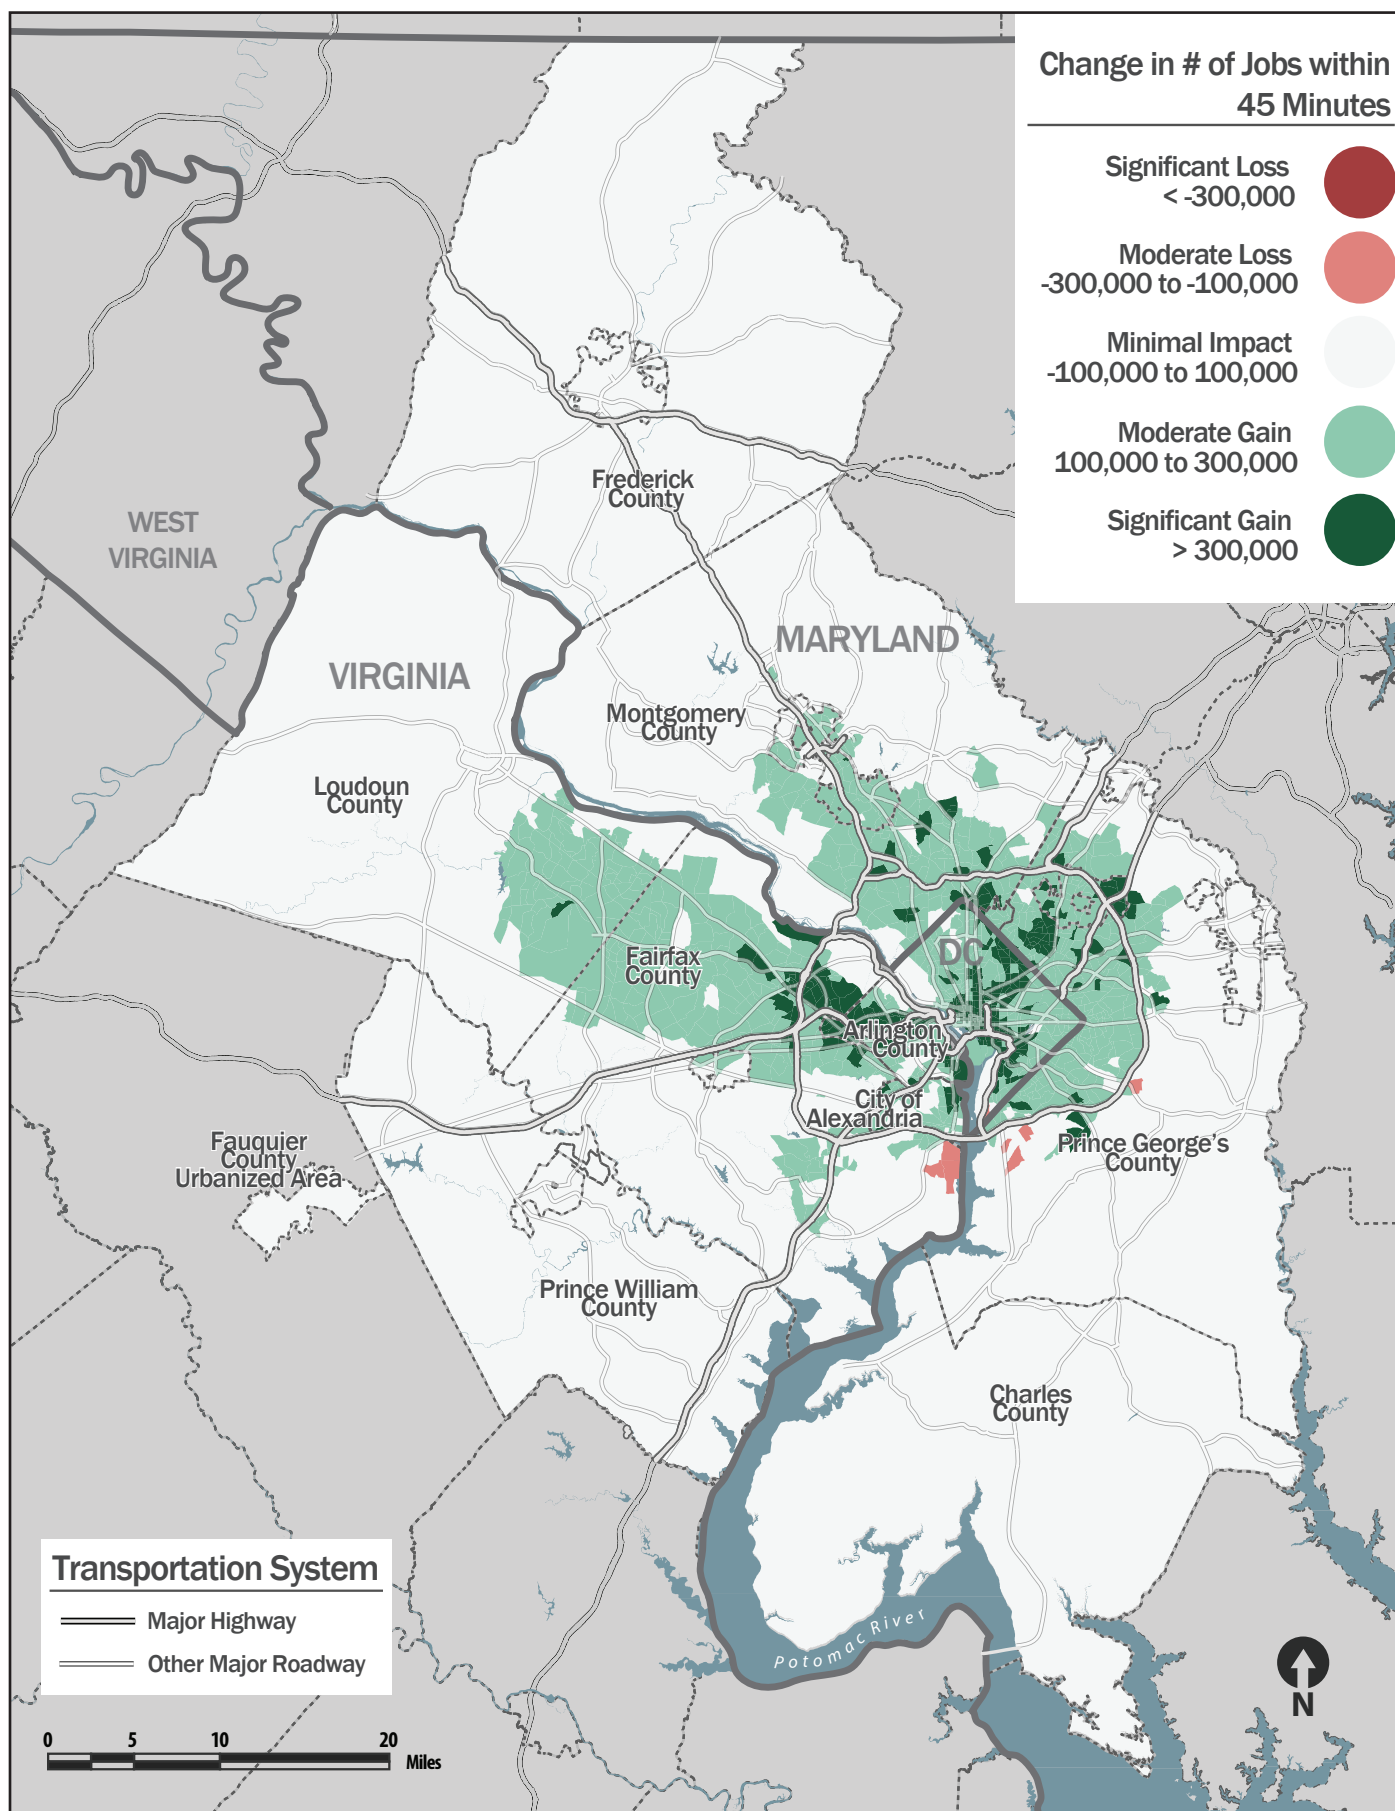 Change in # of Jobs within
45 Minutes
Significant Loss
< -300,000
Moderate Loss
-300,000 to -100,000
Minimal Impact
-100,000 to 100,000
Moderate Gain
100,000 to 300,000
Significant Gain
> 300,000
Frederick
County
WEST
VIRGINIA
MARYLAND
VIRGINIA
Montgomery
County
Loudoun
County
DC
Fairfax
County
Arlington
County
City of
Alexandria
Prince George's
County
Fauquier
County
Urbanized Area
Prince William
County
Charles
County
Potomac River
Transportation System
Major Highway
Other Major Roadway
N
0 5 10 20
Miles